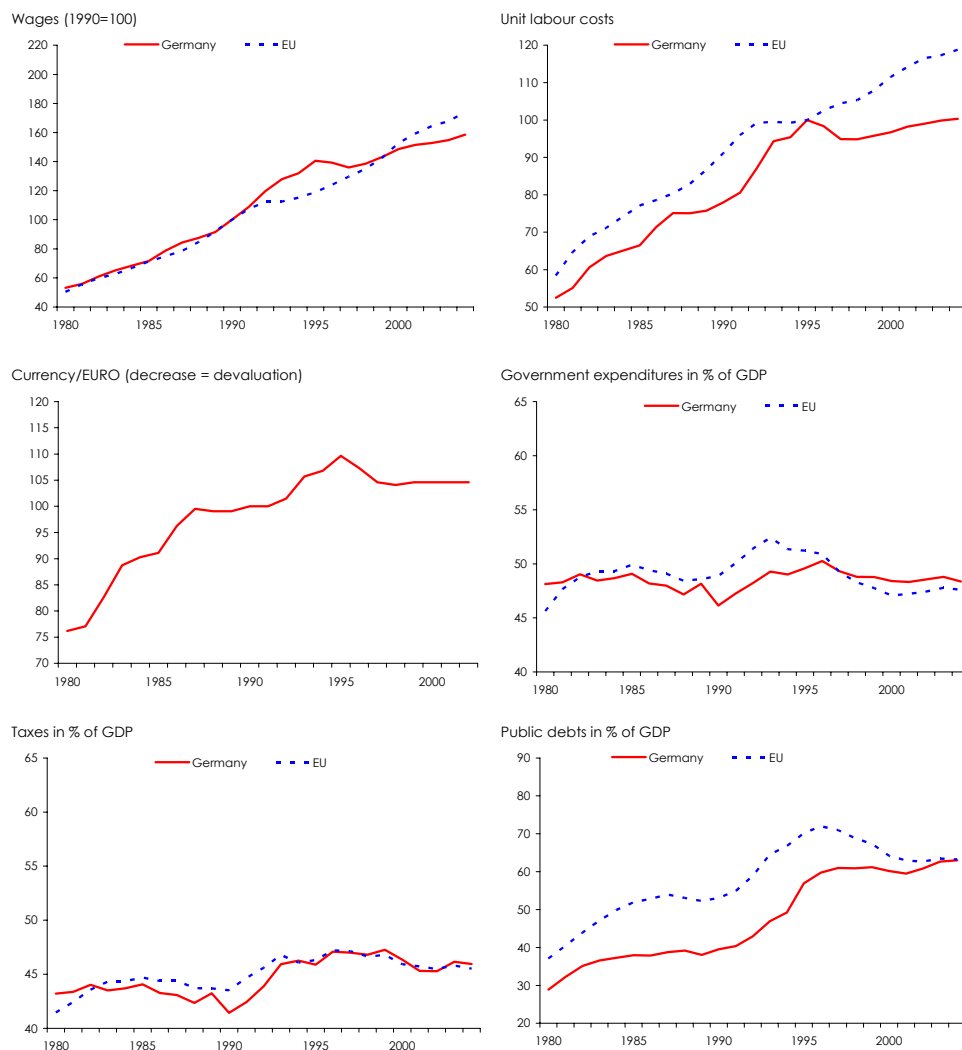 Wages (1990=100)
Germany EU
220
200
180
160
140
120
100
80
60
40
1980 1985 1990 1995 2000
Unit labour costs
Germany EU
120
110
100
90
80
70
60
50
1980 1985 1990 1995 2000
Currency/EURO (decrease = devaluation)
120
115
110
105
100
95
90
85
80
75
70
1980 1985 1990 1995 2000
Government expenditures in % of GDP
Germany EU
65
60
55
50
45
40
1980 1985 1990 1995 2000
Taxes in % of GDP
Germany EU
65
60
55
50
45
40
1980 1985 1990 1995 2000
Public debts in % of GDP
Germany EU
90
80
70
60
50
40
30
20
1980 1985 1990 1995 2000